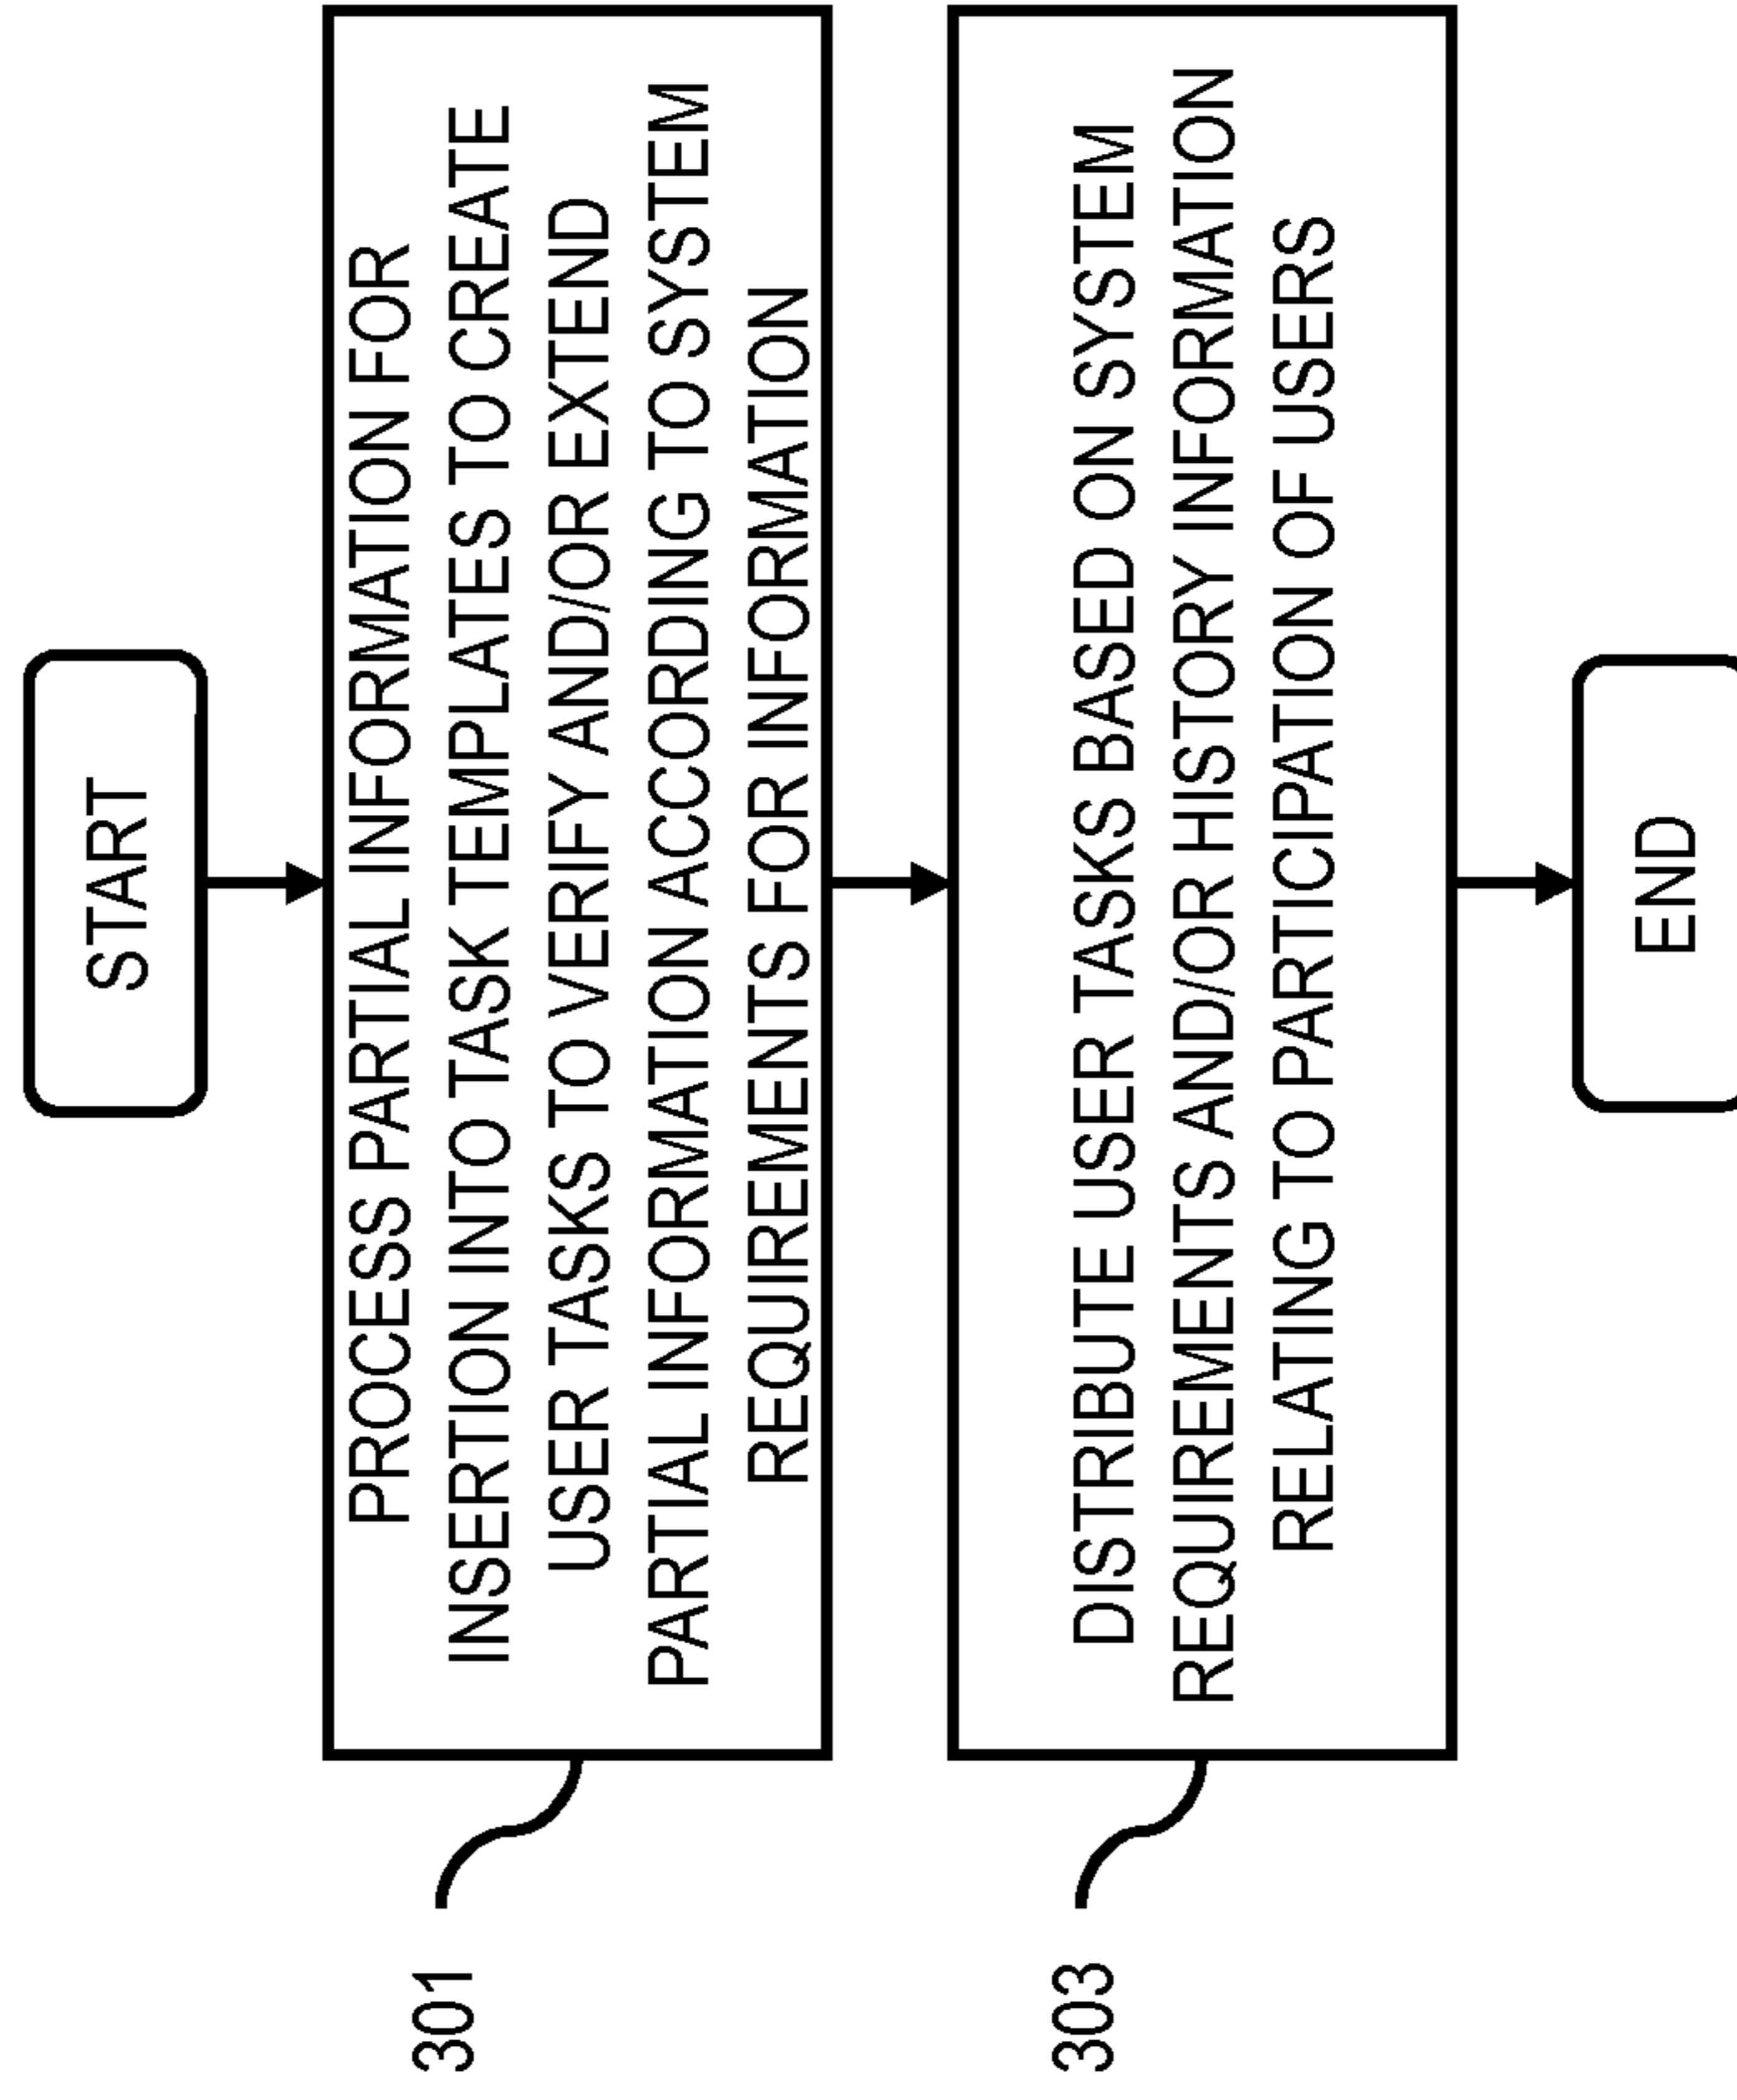 START
PROCESS PARTIAL INFORMATION FOR
INSERTION INTO TASK TEMPLATES TO CREATE
USER TASKS TO VERIFY AND/OR EXTEND
PARTIAL INFORMATION ACCORDING TO SYSTEM
REQUIREMENTS FOR INFORMATION
301
DISTRIBUTE USER TASKS BASED ON SYSTEM
REQUIREMENTS AND/OR HISTORY INFORMATION
RELATING TO PARTICIPATION OF USERS
303
END